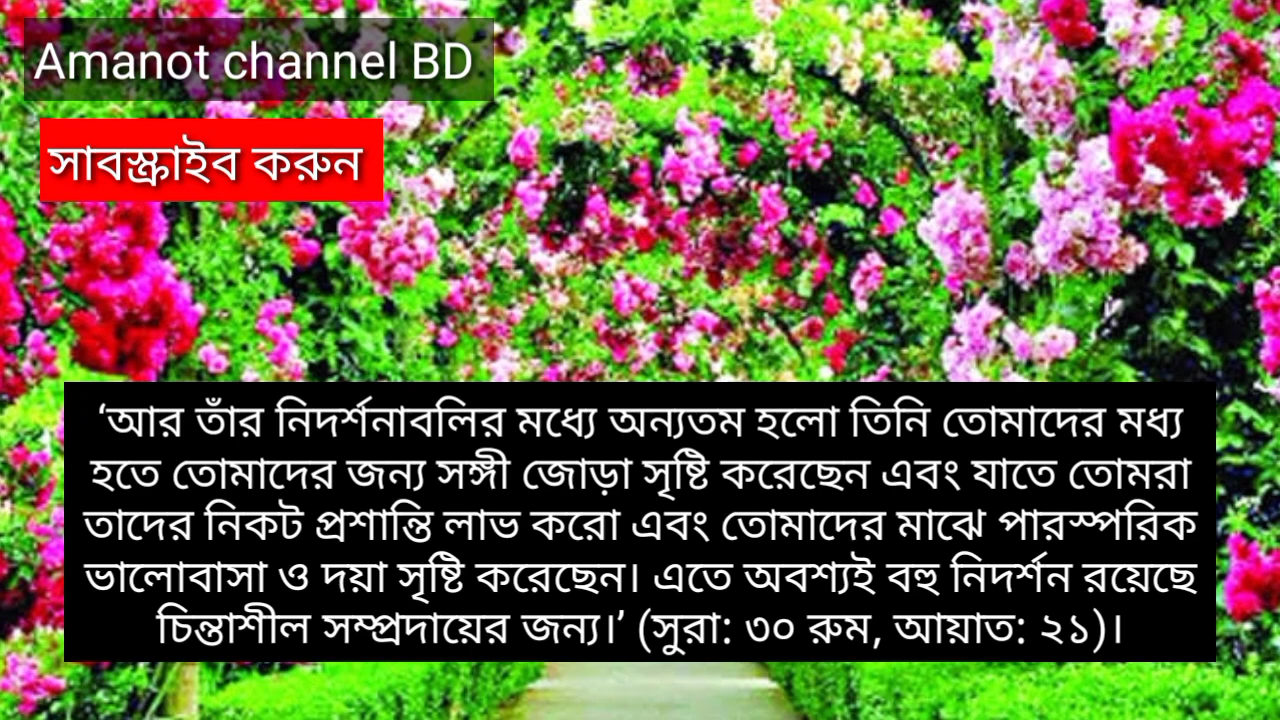 Amanot channel BD
সাবস্ক্রাইব করুন
‘আর তাঁর নিদর্শনাবলির মধ্যে অন্যতম হলো তিনি তোমাদের মধ্য
হতে তোমাদের জন্য সঙ্গী জোড়া সৃষ্টি করেছেন এবং যাতে তোমরা
তাদের নিকট প্রশান্তি লাভ করো এবং তোমাদের মাঝে পারস্পরিক
ভালোবাসা ও দয়া সৃষ্টি করেছেন। এতে অবশ্যই বহু নিদর্শন রয়েছে
চিন্তাশীল সম্প্রদায়ের জন্য।’ (সুরা: ৩০ রুম, আয়াত: ২১)।